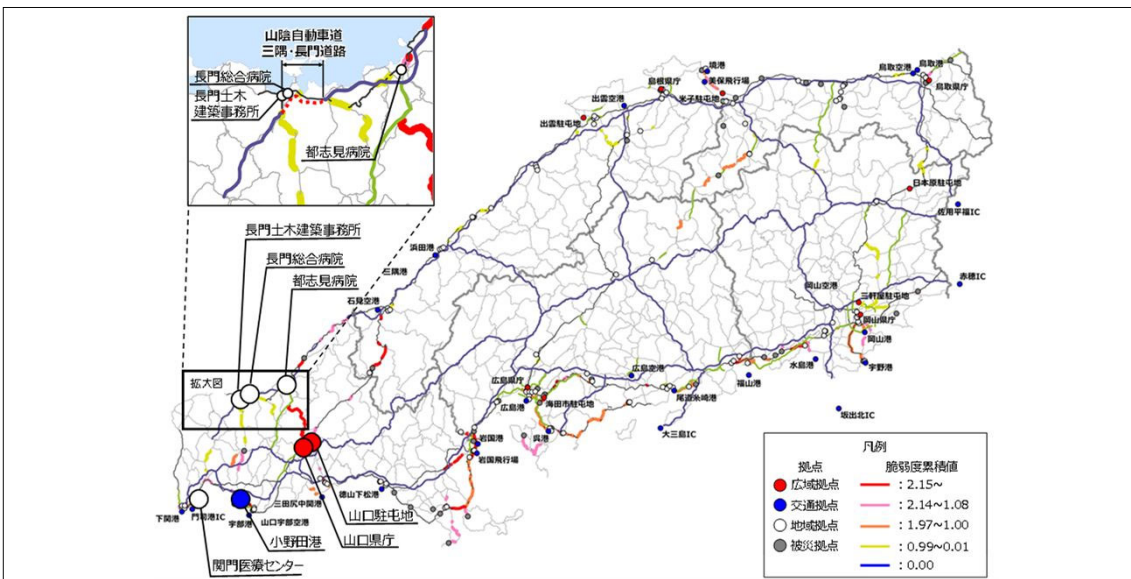 山陰自動車道
三隅・長門道路
長門総合病院
長門土木
建築事務所
都志見病院
長門土木建築事務所
長門総合病院
都志見病院
拡大図
境港
島根県庁
美保飛行場
鳥取空港
鳥取港
鳥取県庁
出雲空港
米子駐屯地
出雲駐屯地
日本原駐屯地
佐用平福IC
浜田港
三隅港
石見空港
岡山空港
赤穂IC
三軒屋駐屯地
岡山県庁
岡山港
宇野港
水島港
広島空港
広島県庁
福山港
海田市駐屯地
広島港
尾道糸崎港
坂出北IC
大三島IC
呉港
岩国港
岩国飛行場
徳山下松港
三田尻中関港
山口宇部空港
宇部港
下関港
門司港IC
山口駐屯地
小野田港
山口県庁
関門医療センター
凡例
拠点
脆弱度累積値
広域拠点
:2.15~
交通拠点
:2.14~1.08
地域拠点
:1.97~1.00
被災拠点
:0.99~0.01
:0.00